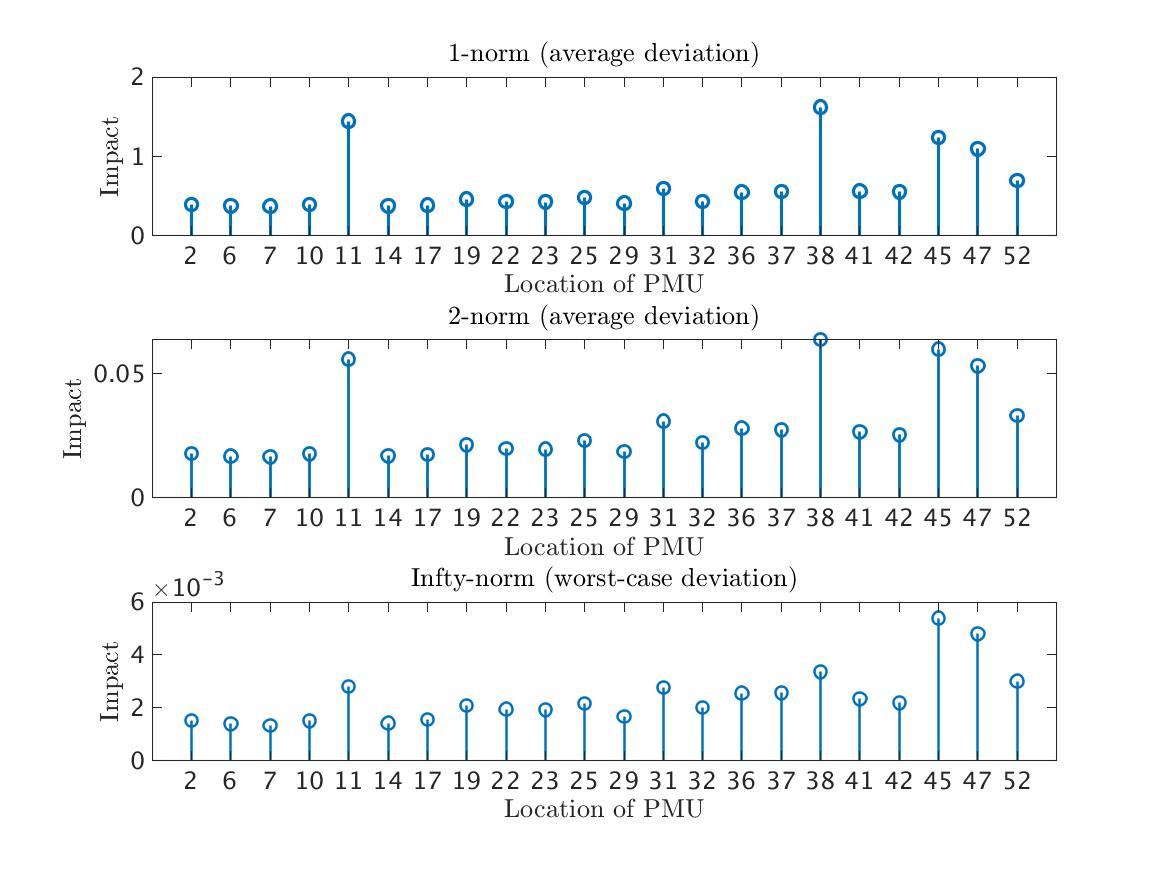 1-norm (average deviation)
2
1
0
Impact
2 6 7 10 11 14 17 19 22 23 25 29 31 32 36 37 38 41 42 45 47 52
Location of PMU
2-norm (average deviation)
0.05
0
Impact
2 6 7 10 11 14 17 19 22 23 25 29 31 32 36 37 38 41 42 45 47 52
Location of PMU
Infty-norm (worst-case deviation)
×10⁻³
6
4
2
0
Impact
2 6 7 10 11 14 17 19 22 23 25 29 31 32 36 37 38 41 42 45 47 52
Location of PMU